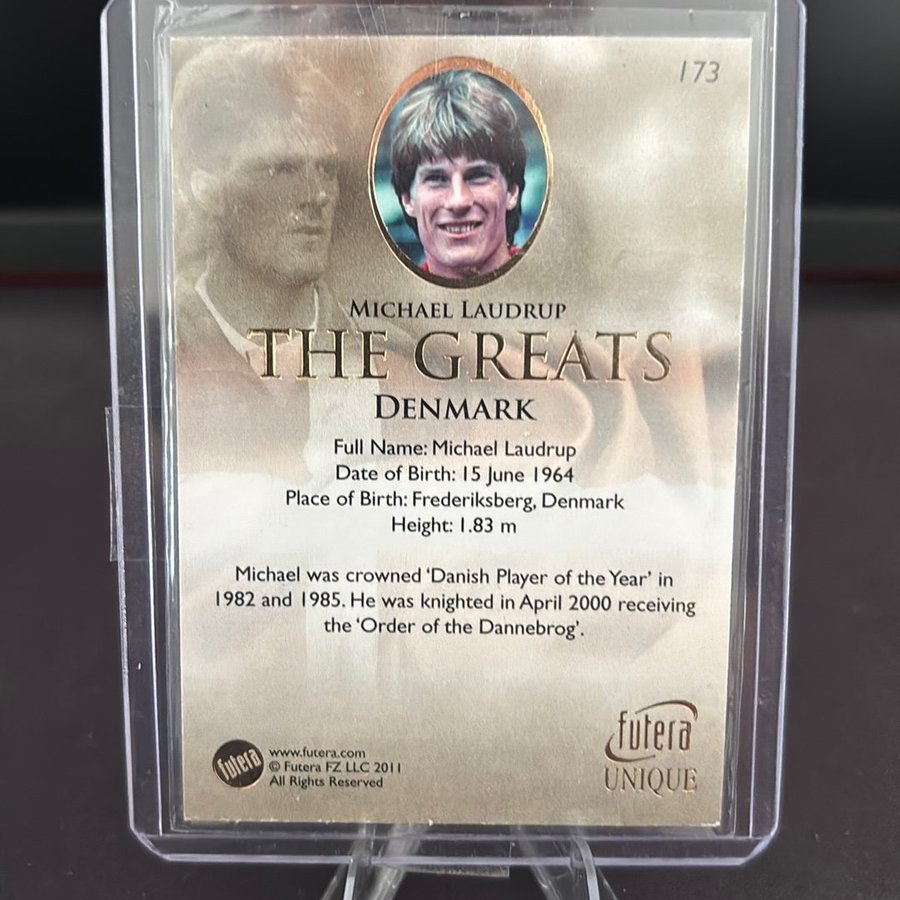 173
MICHAEL LAUDRUP
THE GREATS
DENMARK
Full Name: Michael Laudrup
Date of Birth: 15 June 1964
Place of Birth: Frederiksberg, Denmark
Height: 1.83 m
Michael was crowned ‘Danish Player of the Year’ in
1982 and 1985. He was knighted in April 2000 receiving
the ‘Order of the Dannebrog’.
futera
www.futera.com
© Futera FZ LLC 2011
All Rights Reserved
futera
UNIQUE